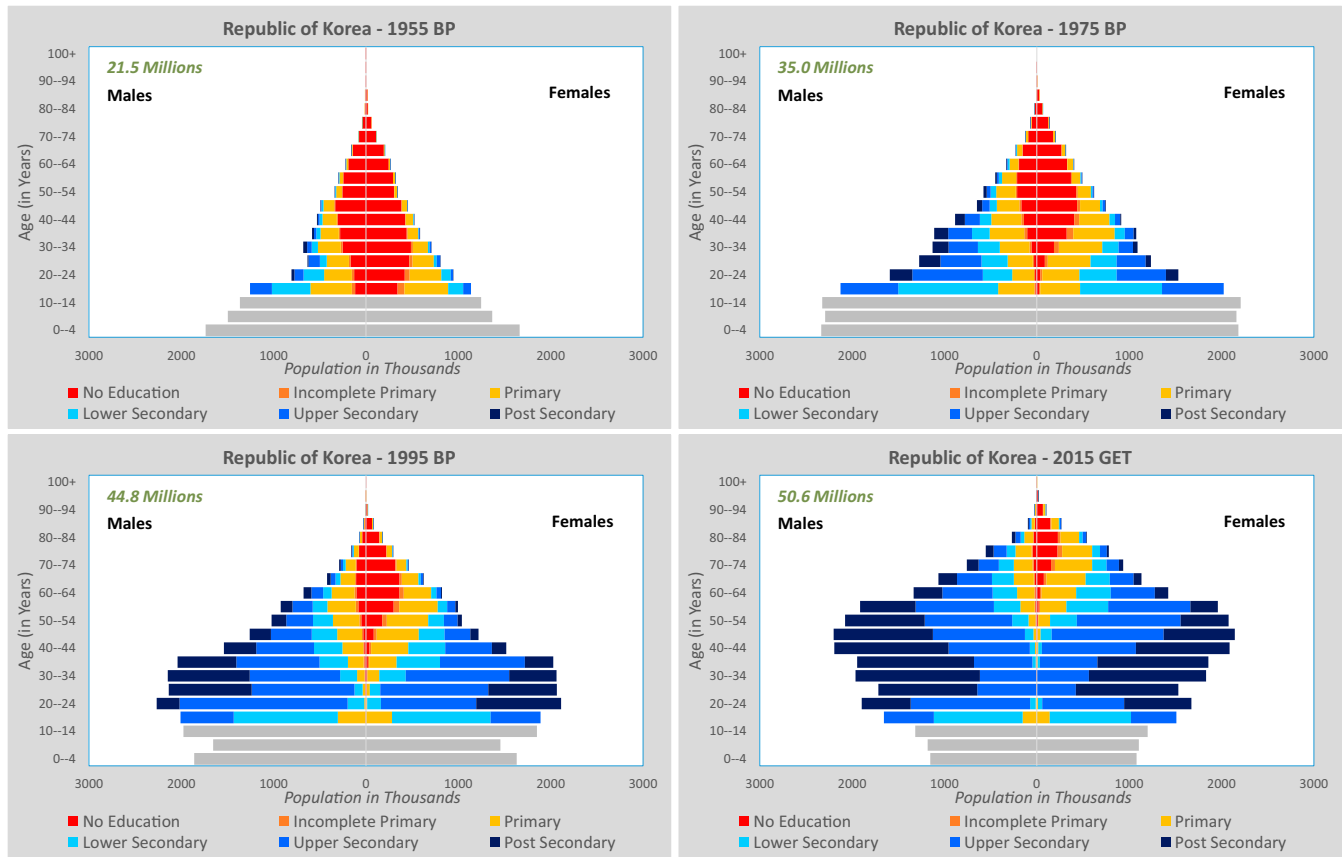 Republic of Korea - 1955 BP
21.5 Millions
Males
Females
Age (in Years)
100+
90--94
80--84
70--74
60--64
50--54
40--44
30--34
20--24
10--14
0--4
3000 2000 1000 0 1000 2000 3000
Population in Thousands
No Education Incomplete Primary Primary
Lower Secondary Upper Secondary Post Secondary
Republic of Korea - 1975 BP
35.0 Millions
Males
Females
Age (in Years)
100+
90--94
80--84
70--74
60--64
50--54
40--44
30--34
20--24
10--14
0--4
3000 2000 1000 0 1000 2000 3000
Population in Thousands
No Education Incomplete Primary Primary
Lower Secondary Upper Secondary Post Secondary
Republic of Korea - 1995 BP
44.8 Millions
Males
Females
Age (in Years)
100+
90--94
80--84
70--74
60--64
50--54
40--44
30--34
20--24
10--14
0--4
3000 2000 1000 0 1000 2000 3000
Population in Thousands
No Education Incomplete Primary Primary
Lower Secondary Upper Secondary Post Secondary
Republic of Korea - 2015 GET
50.6 Millions
Males
Females
Age (in Years)
100+
90--94
80--84
70--74
60--64
50--54
40--44
30--34
20--24
10--14
0--4
3000 2000 1000 0 1000 2000 3000
Population in Thousands
No Education Incomplete Primary Primary
Lower Secondary Upper Secondary Post Secondary